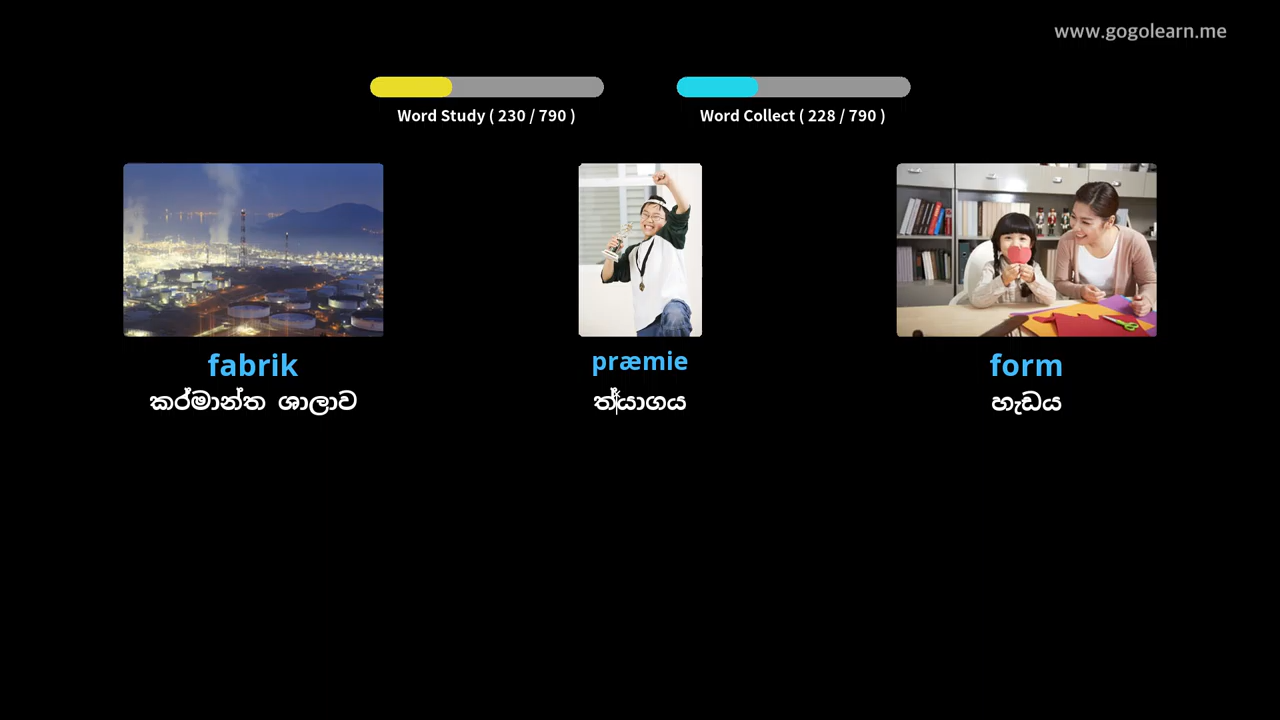 www.gogolearn.me
Word Study ( 230 / 790 )
Word Collect ( 228 / 790 )
fabrik
præmie
form
කර්මාන්ත ශාලාව
ත්‍යාගය
හැඩය